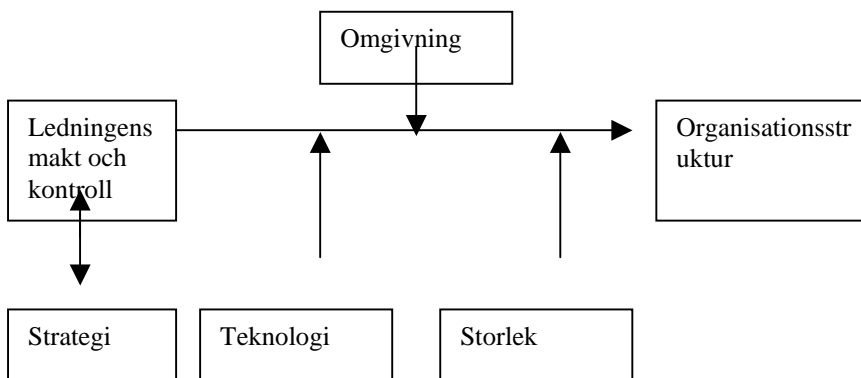 Omgivning
Ledningens
makt och
kontroll
Organisationsstr
uktur
Strategi
Teknologi
Storlek